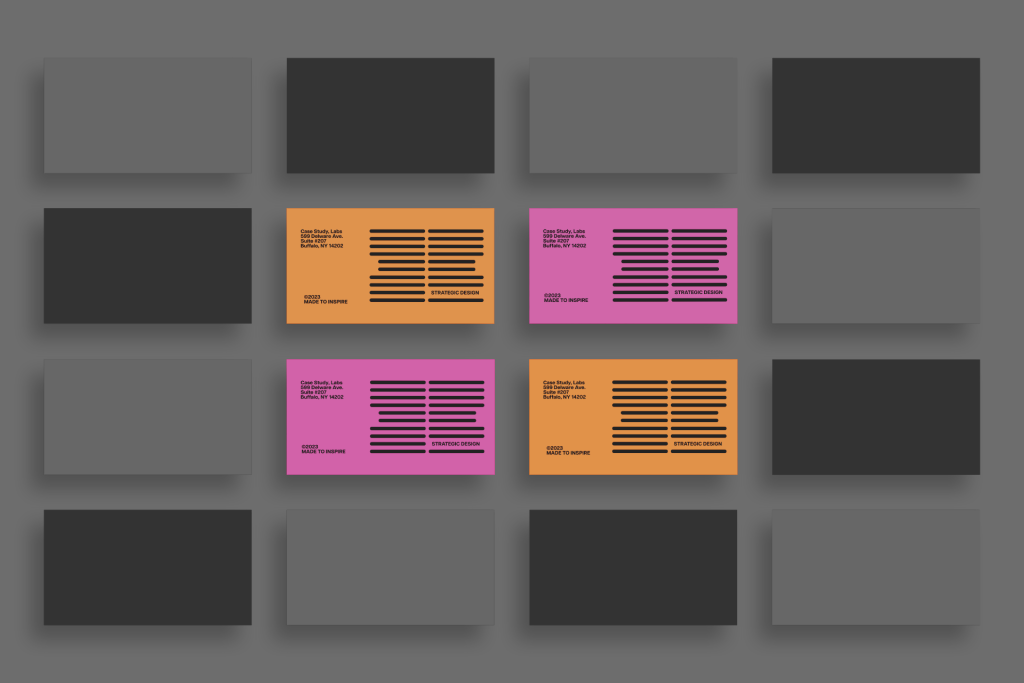 Case Study, Labs
599 Delware Ave.
Suite #207
Buffalo, NY 14202
STRATEGIC DESIGN
©2023
MADE TO INSPIRE
Case Study, Labs
599 Delware Ave.
Suite #207
Buffalo, NY 14202
STRATEGIC DESIGN
©2023
MADE TO INSPIRE
Case Study, Labs
599 Delware Ave.
Suite #207
Buffalo, NY 14202
STRATEGIC DESIGN
©2023
MADE TO INSPIRE
Case Study, Labs
599 Delware Ave.
Suite #207
Buffalo, NY 14202
STRATEGIC DESIGN
©2023
MADE TO INSPIRE